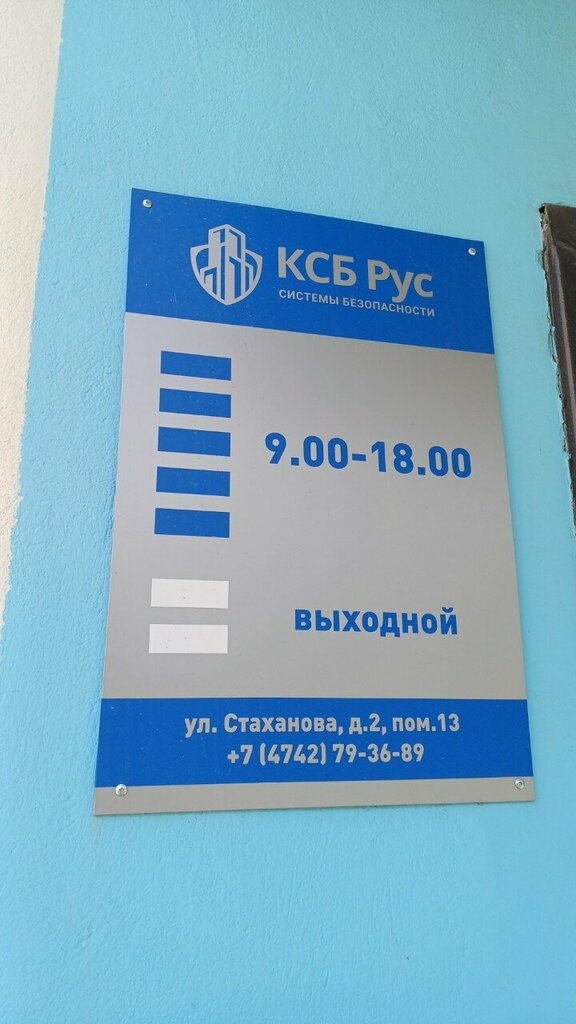 КСБ Рус
СИСТЕМЫ БЕЗОПАСНОСТИ
9.00-18.00
выходной
ул. Стаханова, д.2, пом.13
+7 (4742) 79-36-89